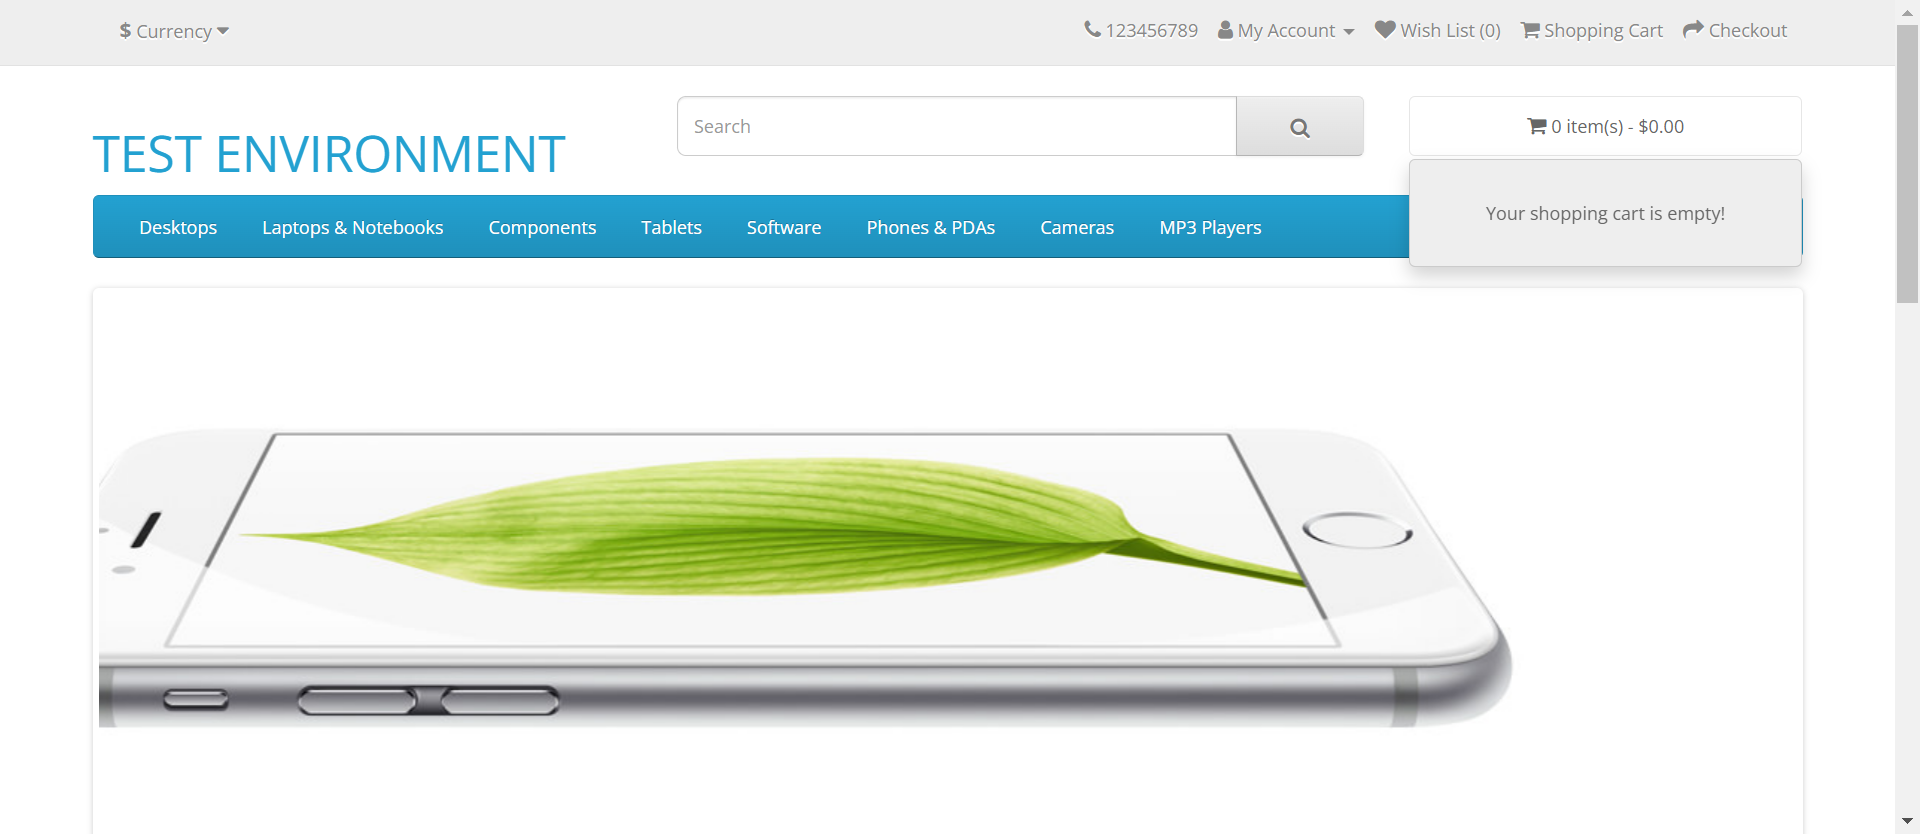 $ Currency
123456789 My Account Wish List (0) Shopping Cart Checkout
TEST ENVIRONMENT
Search
0 item(s) - $0.00
Your shopping cart is empty!
Desktops Laptops & Notebooks Components Tablets Software Phones & PDAs Cameras MP3 Players